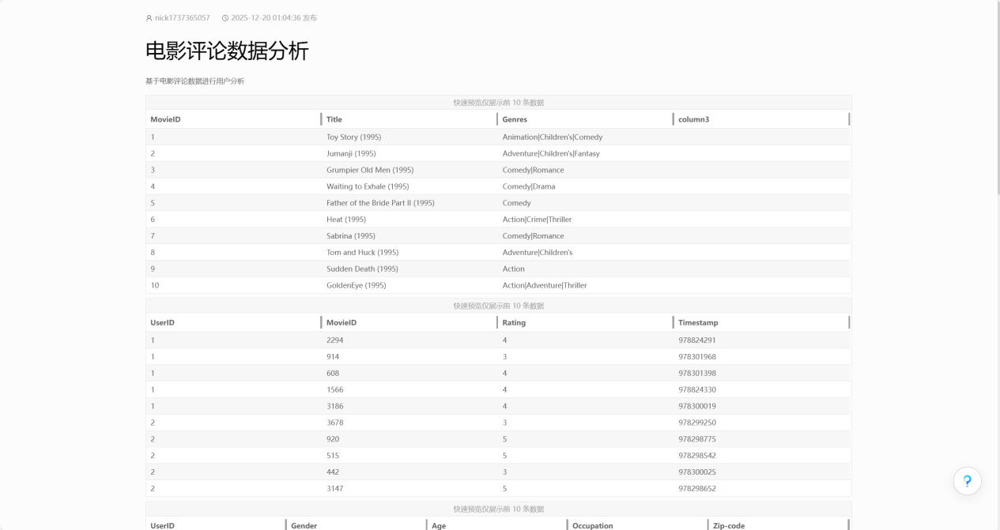 nick1737365057 2025-12-20 01:04:36 发布
电影评论数据分析
基于电影评论数据进行用户分析
快速预览仅展示前 10 条数据
MovieID Title Genres column3
1 Toy Story (1995) Animation|Children's|Comedy
2 Jumanji (1995) Adventure|Children's|Fantasy
3 Grumpier Old Men (1995) Comedy|Romance
4 Waiting to Exhale (1995) Comedy|Drama
5 Father of the Bride Part II (1995) Comedy
6 Heat (1995) Action|Crime|Thriller
7 Sabrina (1995) Comedy|Romance
8 Tom and Huck (1995) Adventure|Children's
9 Sudden Death (1995) Action
10 GoldenEye (1995) Action|Adventure|Thriller
快速预览仅展示前 10 条数据
UserID MovieID Rating Timestamp
1 2294 4 978824291
1 914 3 978301968
1 608 4 978301398
1 1566 4 978824330
1 3186 4 978300019
2 3678 3 978299250
2 920 5 978298775
2 515 5 978298542
2 442 3 978300025
2 3147 5 978298652
快速预览仅展示前 10 条数据
UserID Gender Age Occupation Zip-code
?